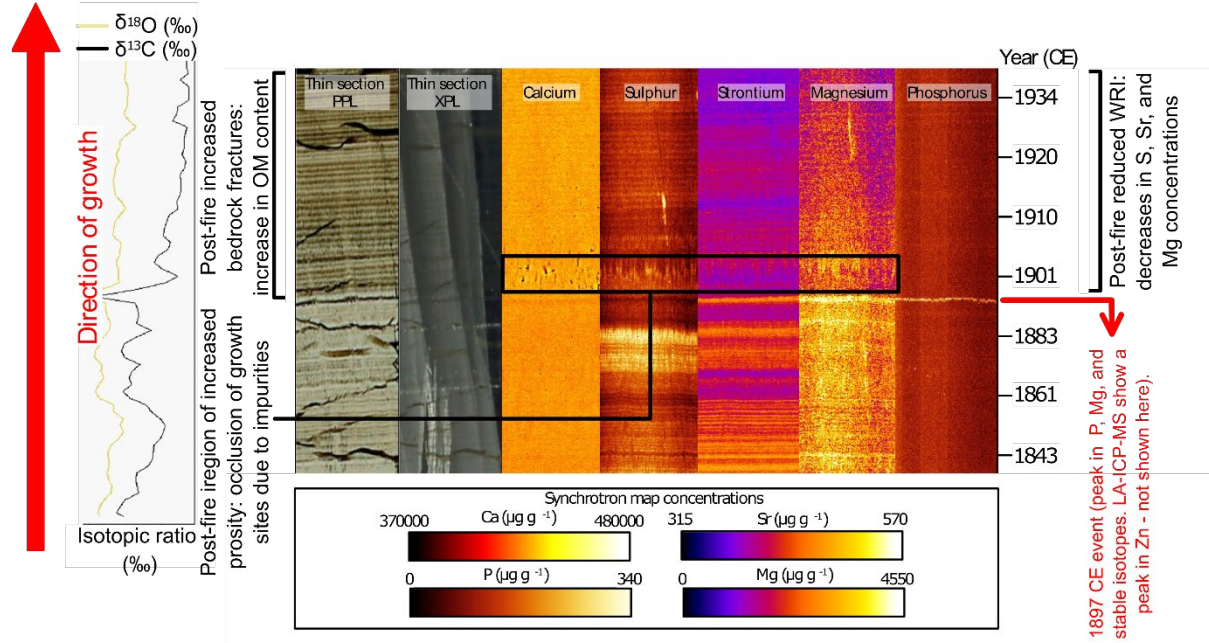 δ¹⁸O (‰)
δ¹³C (‰)
Direction of growth
Isotopic ratio
(‰)
Post-fire increased
bedrock fractures:
increase in OM content
Post-fire iregion of increased
prosity: occlusion of growth
sites due to impurities
Thin section
PPL
Thin section
XPL
Calcium
Sulphur
Strontium
Magnesium
Phosphorus
Year (CE)
1934
1920
1910
1901
1883
1861
1843
Post-fire reduced WRI:
decreases in S, Sr, and
Mg concentrations
1897 CE event (peak in P, Mg, and
stable isotopes. LA-ICP-MS show a
peak in Zn - not shown here).
Synchrotron map concentrations
370000 Ca (µg g ⁻¹) 480000
315 Sr (µg g ⁻¹) 570
0 P (µg g ⁻¹) 340
0 Mg (µg g ⁻¹) 4550